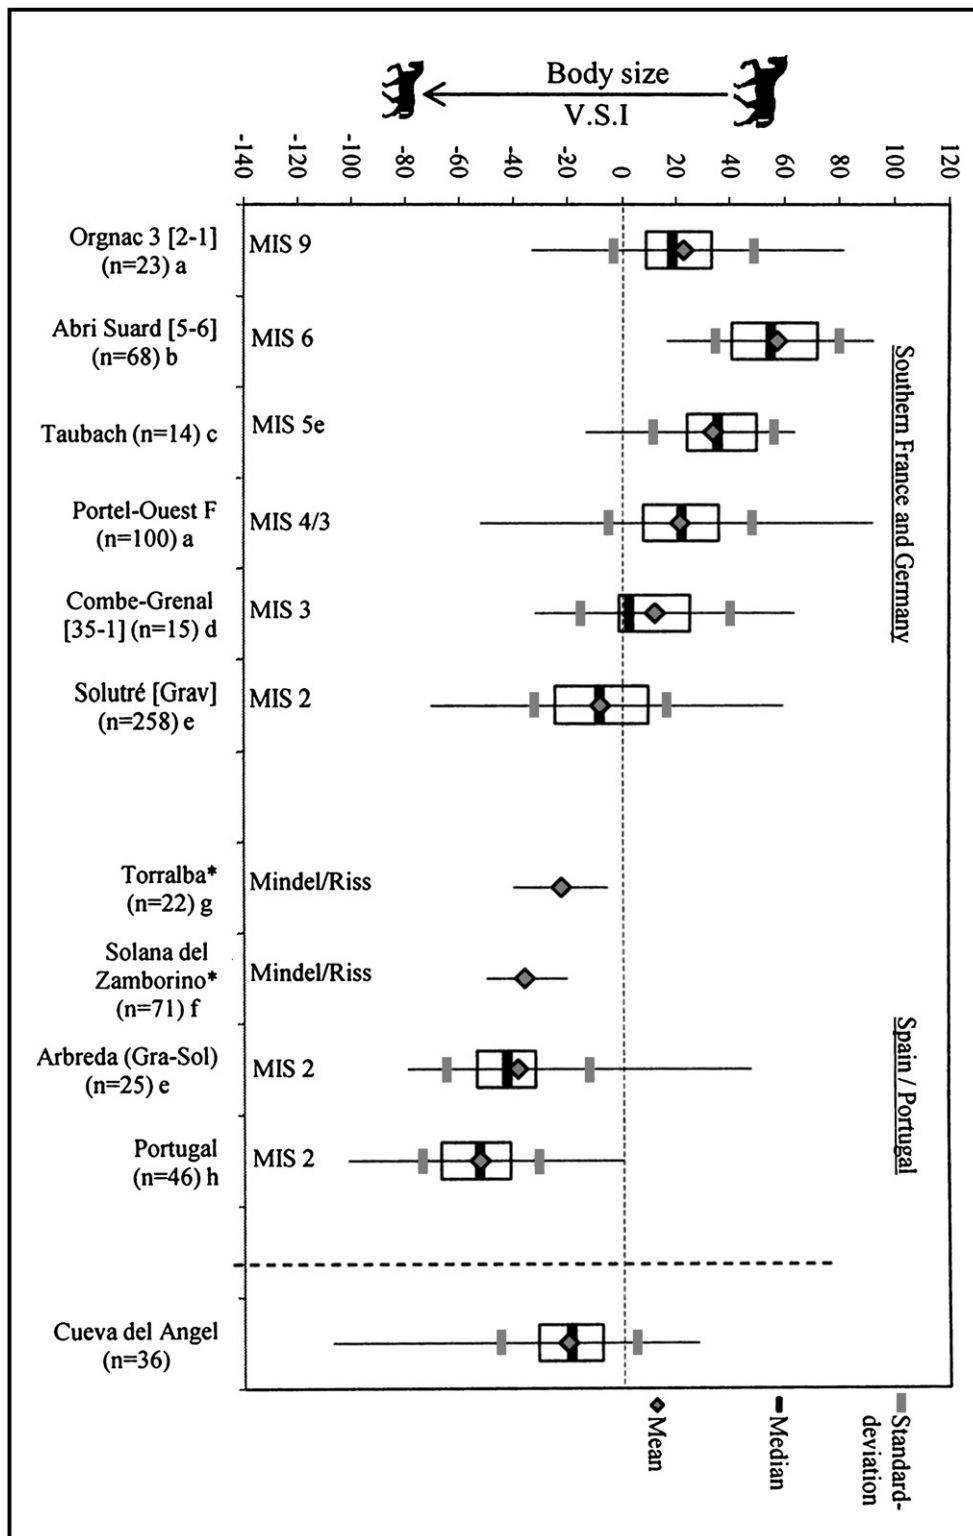 Body size
V.S.I
-140
-120
-100
-80
-60
-40
-20
0
20
40
60
80
100
120
Orgnac 3 [2-1]
(n=23) a
MIS 9
Abri Suard [5-6]
(n=68) b
MIS 6
Taubach (n=14) c
MIS 5e
Portel-Ouest F
(n=100) a
MIS 4/3
Combe-Grenal
[35-1] (n=15) d
MIS 3
Solutré [Grav]
(n=258) e
MIS 2
Southern France and Germany
Torralba*
(n=22) g
Mindel/Riss
Solana del
Zamborino*
(n=71) f
Mindel/Riss
Arbreda (Gra-Sol)
(n=25) e
MIS 2
Portugal
(n=46) h
MIS 2
Spain / Portugal
Cueva del Angel
(n=36)
Standard-
deviation
Median
Mean